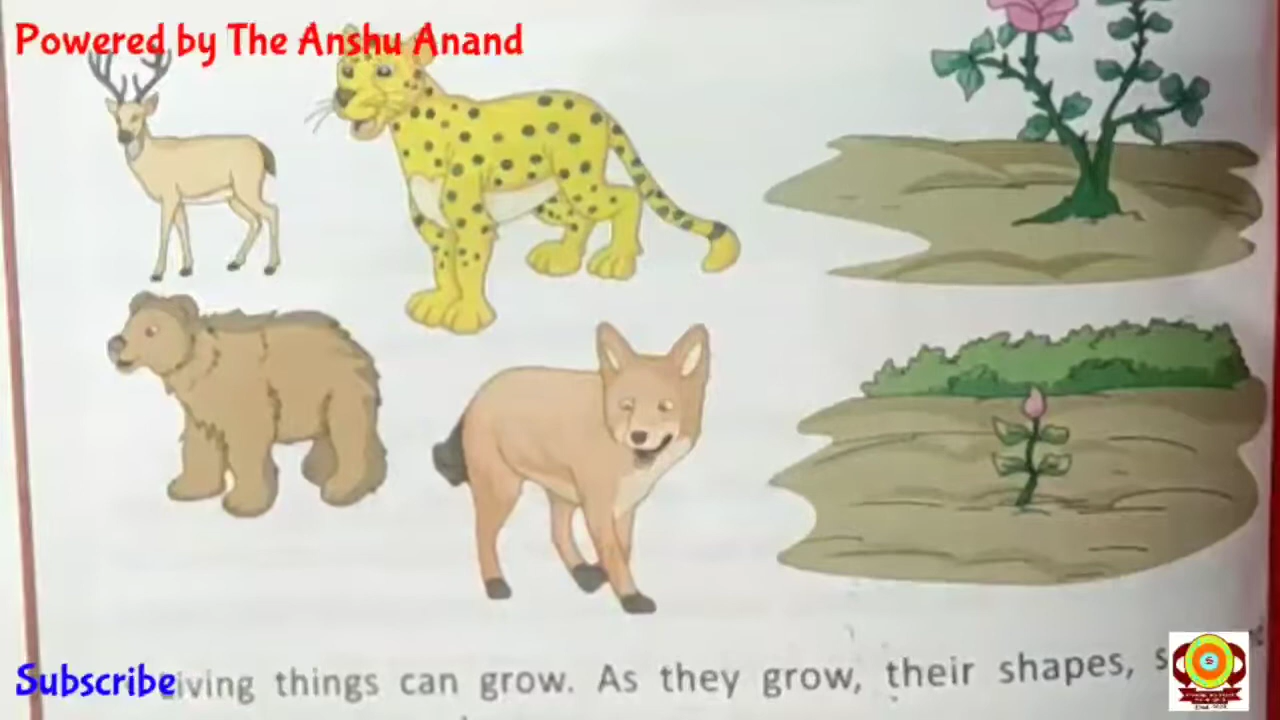 Powered by The Anshu Anand
Subscribe
iving things can grow. As they grow, their shapes,